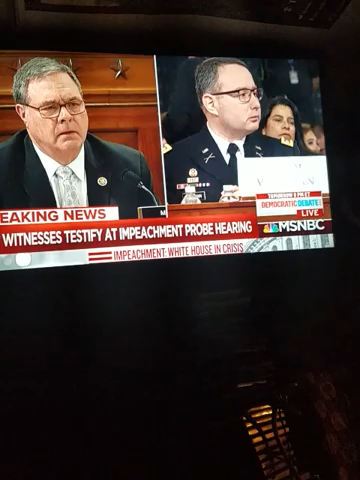 EAKING NEWS
WITNESSES TESTIFY AT IMPEACHMENT PROBE HEARING
IMPEACHMENT: WHITE HOUSE IN CRISIS
DEMOCRATIC DEBATE
LIVE
MSNBC